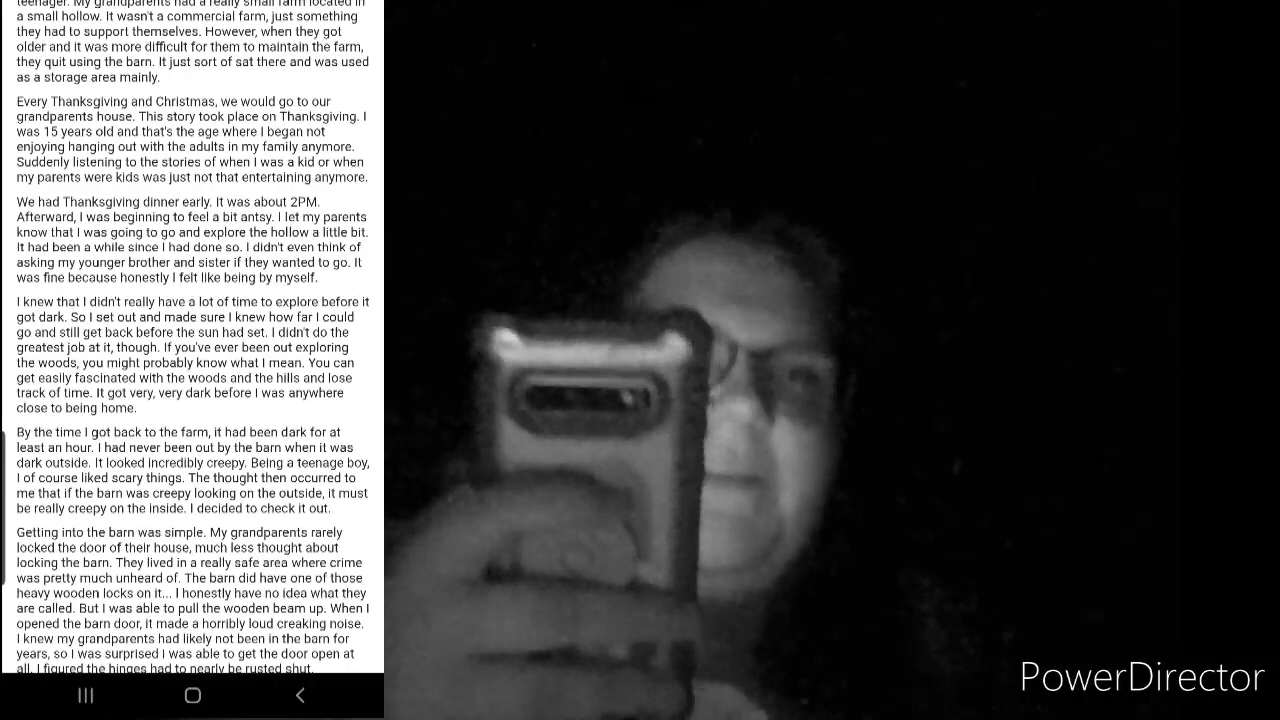 teenager. My grandparents had a really small farm located in
a small hollow. It wasn't a commercial farm, just something
they had to support themselves. However, when they got
older and it was more difficult for them to maintain the farm,
they quit using the barn. It just sort of sat there and was used
as a storage area mainly.
Every Thanksgiving and Christmas, we would go to our
grandparents house. This story took place on Thanksgiving. I
was 15 years old and that's the age where I began not
enjoying hanging out with the adults in my family anymore.
Suddenly listening to the stories of when I was a kid or when
my parents were kids was just not that entertaining anymore.
We had Thanksgiving dinner early. It was about 2PM.
Afterward, I was beginning to feel a bit antsy. I let my parents
know that I was going to go and explore the hollow a little bit.
It had been a while since I had done so. I didn't even think of
asking my younger brother and sister if they wanted to go. It
was fine because honestly I felt like being by myself.
I knew that I didn't really have a lot of time to explore before it
got dark. So I set out and made sure I knew how far I could
go and still get back before the sun had set. I didn't do the
greatest job at it, though. If you've ever been out exploring
the woods, you might probably know what I mean. You can
get easily fascinated with the woods and the hills and lose
track of time. It got very, very dark before I was anywhere
close to being home.
By the time I got back to the farm, it had been dark for at
least an hour. I had never been out by the barn when it was
dark outside. It looked incredibly creepy. Being a teenage boy,
I of course liked scary things. The thought then occurred to
me that if the barn was creepy looking on the outside, it must
be really creepy on the inside. I decided to check it out.
Getting into the barn was simple. My grandparents rarely
locked the door of their house, much less thought about
locking the barn. They lived in a really safe area where crime
was pretty much unheard of. The barn did have one of those
heavy wooden locks on it... I honestly have no idea what they
are called. But I was able to pull the wooden beam up. When I
opened the barn door, it made a horribly loud creaking noise.
I knew my grandparents had likely not been in the barn for
years, so I was surprised I was able to get the door open at
all. I figured the hinges had to nearly be rusted shut.
PowerDirector